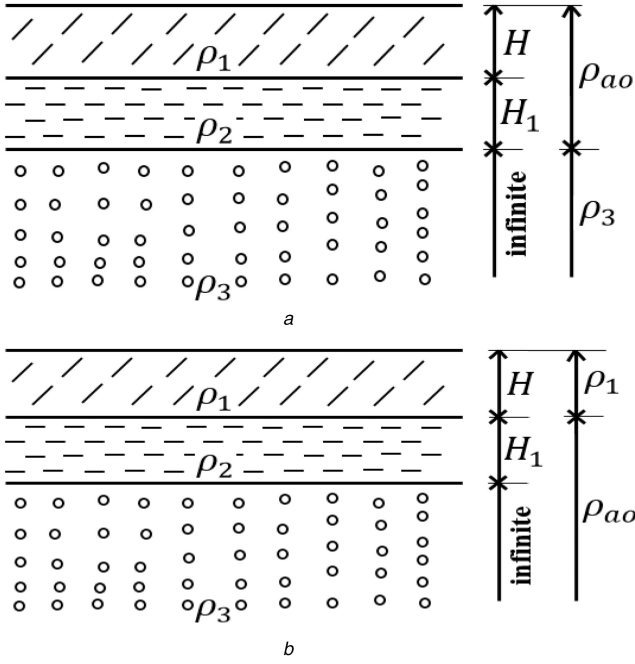 ρ₁ H ρₐₒ
ρ₂ H₁
infinite ρ₃
ρ₃
a
ρ₁ H ρ₁
ρ₂ H₁
infinite ρₐₒ
ρ₃
b